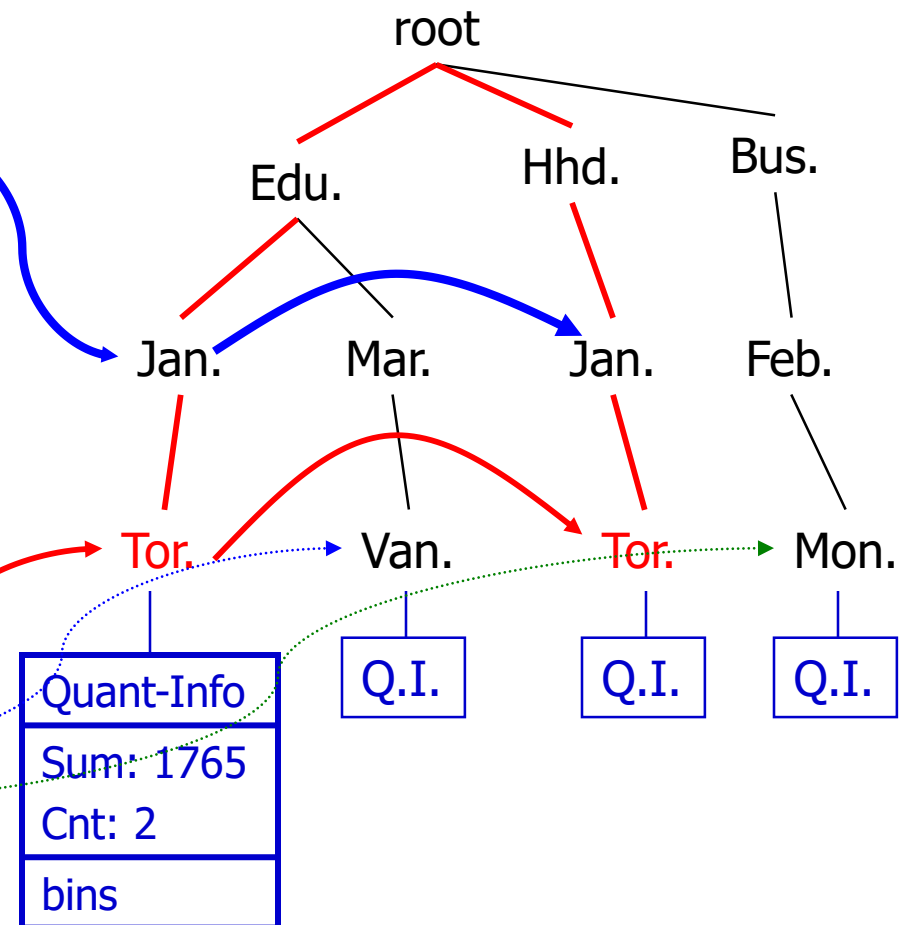 root
Edu.
Hhd.
Bus.
Jan.
Mar.
Jan.
Feb.
Tor.
Van.
Tor.
Mon.
Quant-Info
Sum: 1765
Cnt: 2
bins
Q.I.
Q.I.
Q.I.